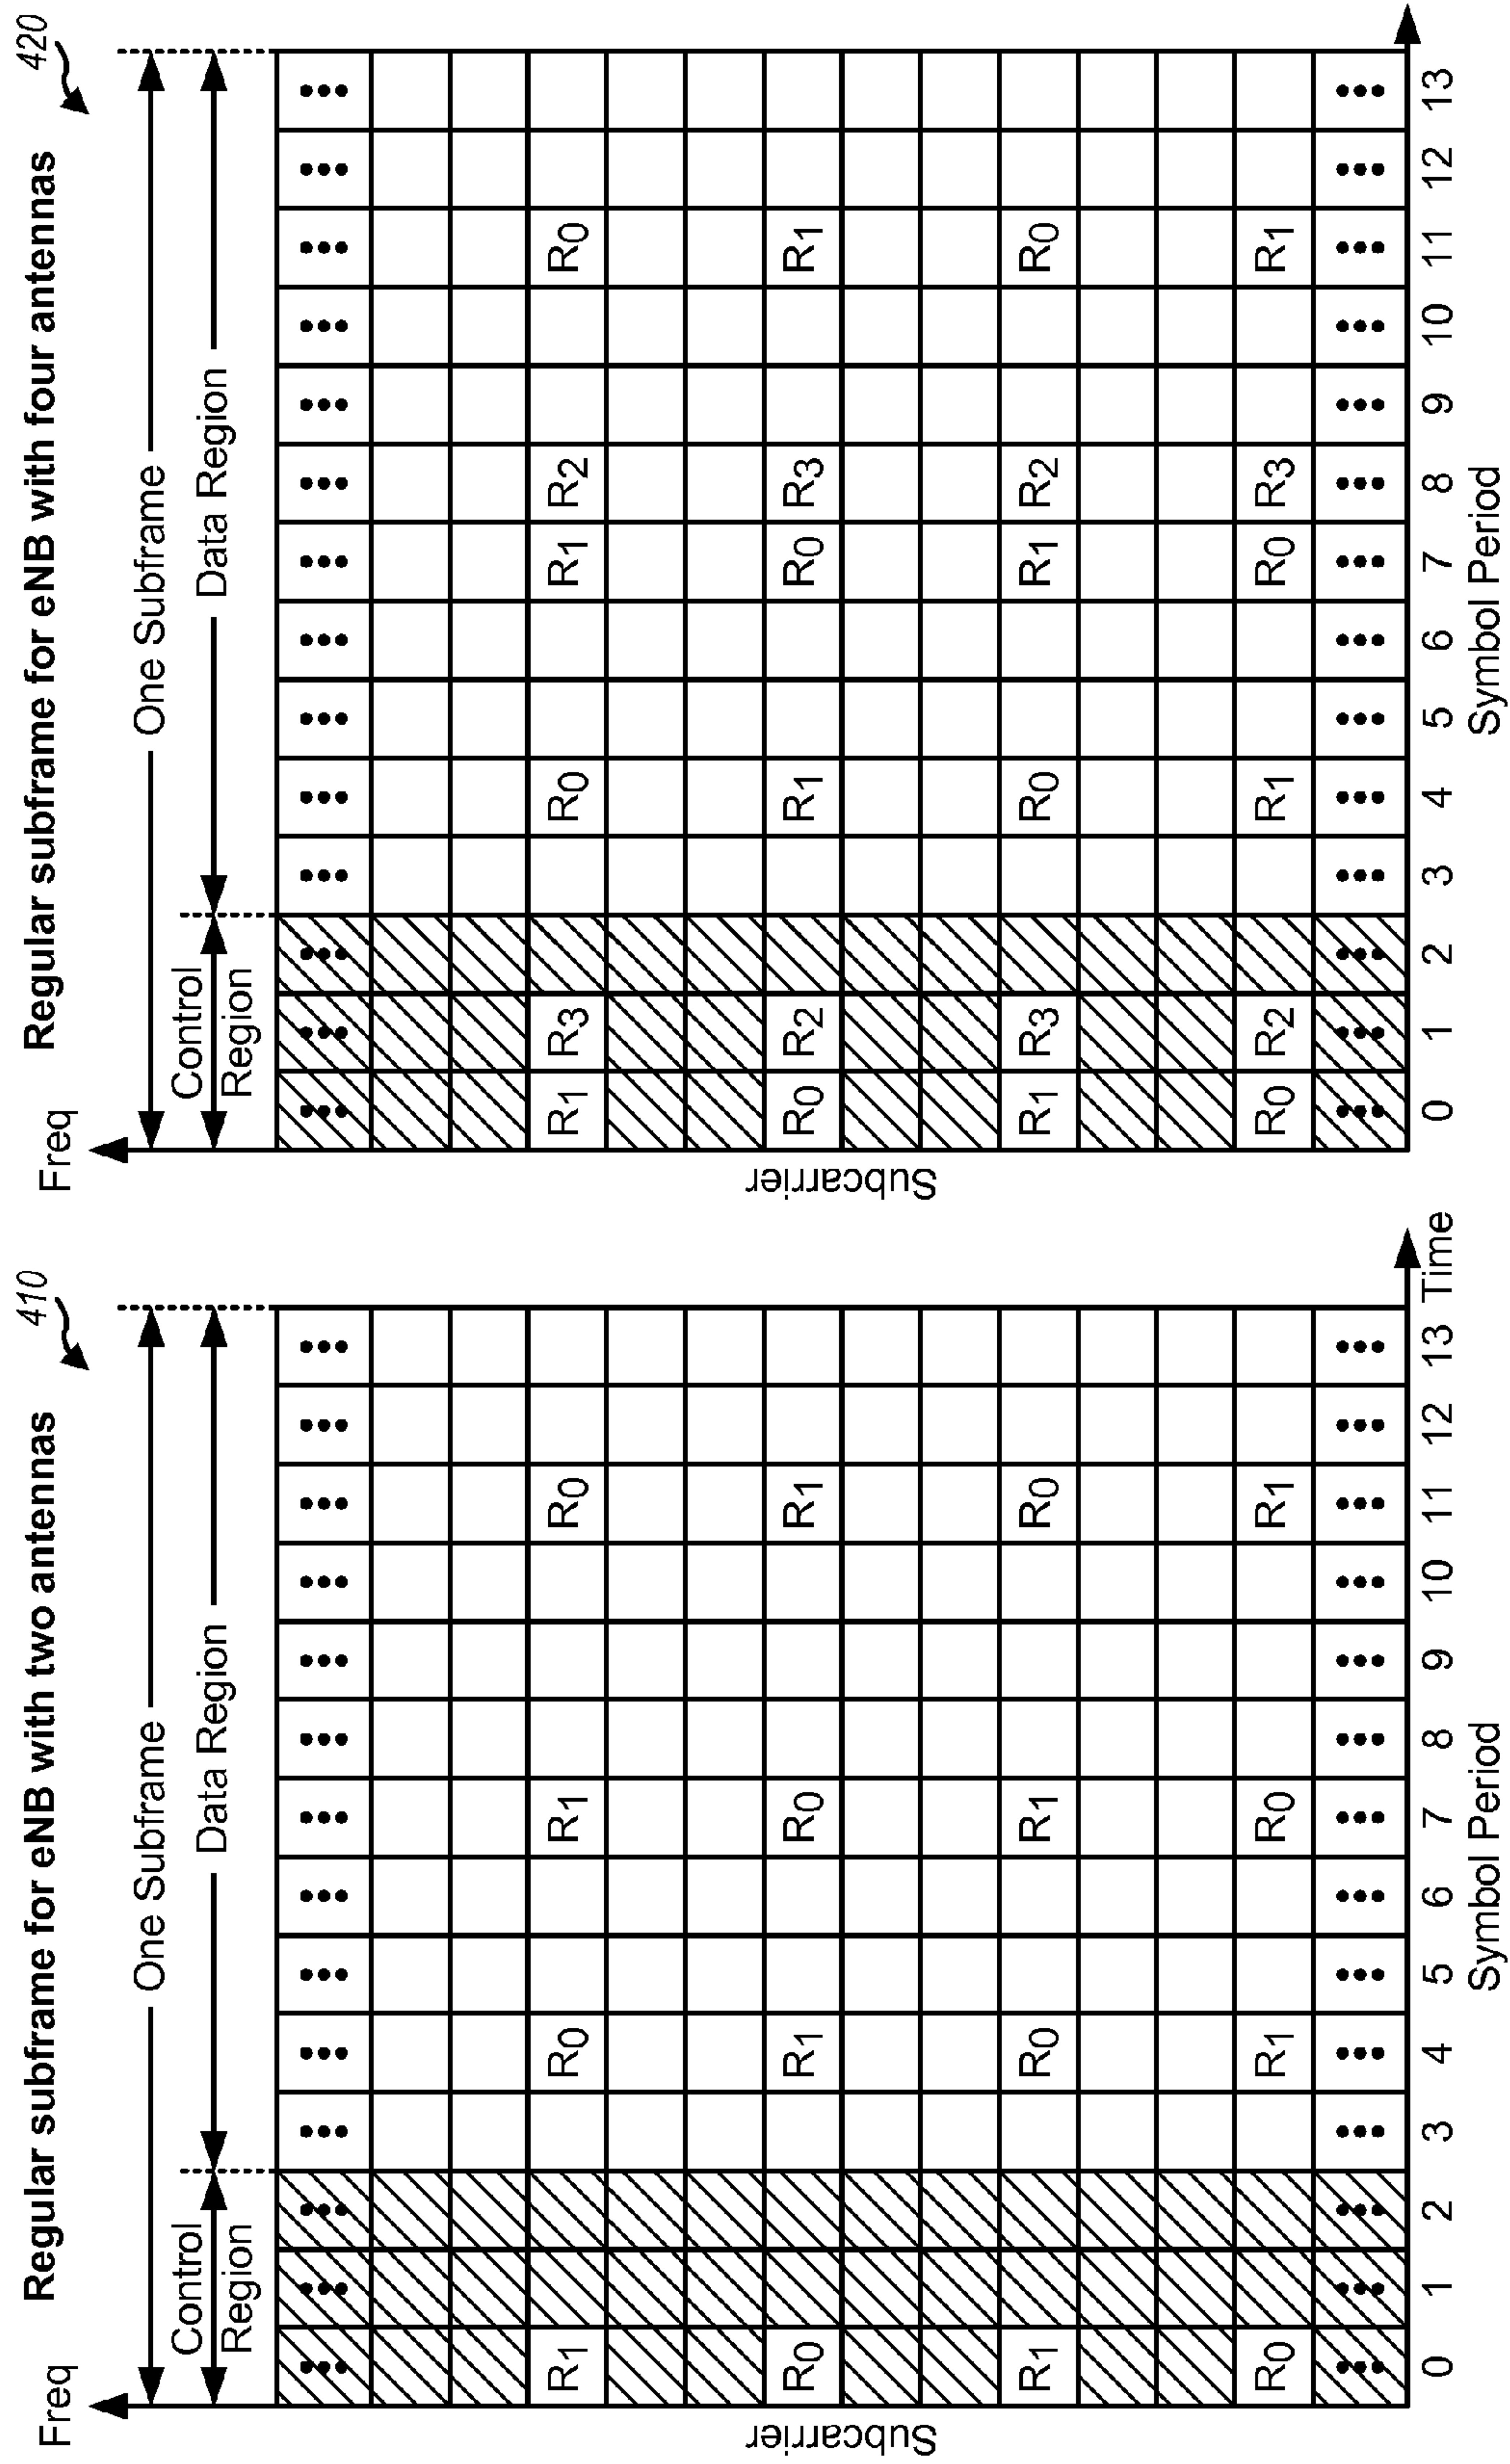 Regular subframe for eNB with two antennas
410
Freq
One Subframe
Control
Region
Data Region
R1 R0 R1 R0
R0 R1 R0 R1
R1 R0 R1 R0
R0 R1 R0 R1
Subcarrier
0 1 2 3 4 5 6 7 8 9 10 11 12 13 Time
Symbol Period
Regular subframe for eNB with four antennas
420
Freq
One Subframe
Control
Region
Data Region
R1 R3 R0 R1 R2 R0
R0 R2 R1 R0 R3 R1
R1 R3 R0 R1 R2 R0
R0 R2 R1 R0 R3 R1
Subcarrier
0 1 2 3 4 5 6 7 8 9 10 11 12 13
Symbol Period